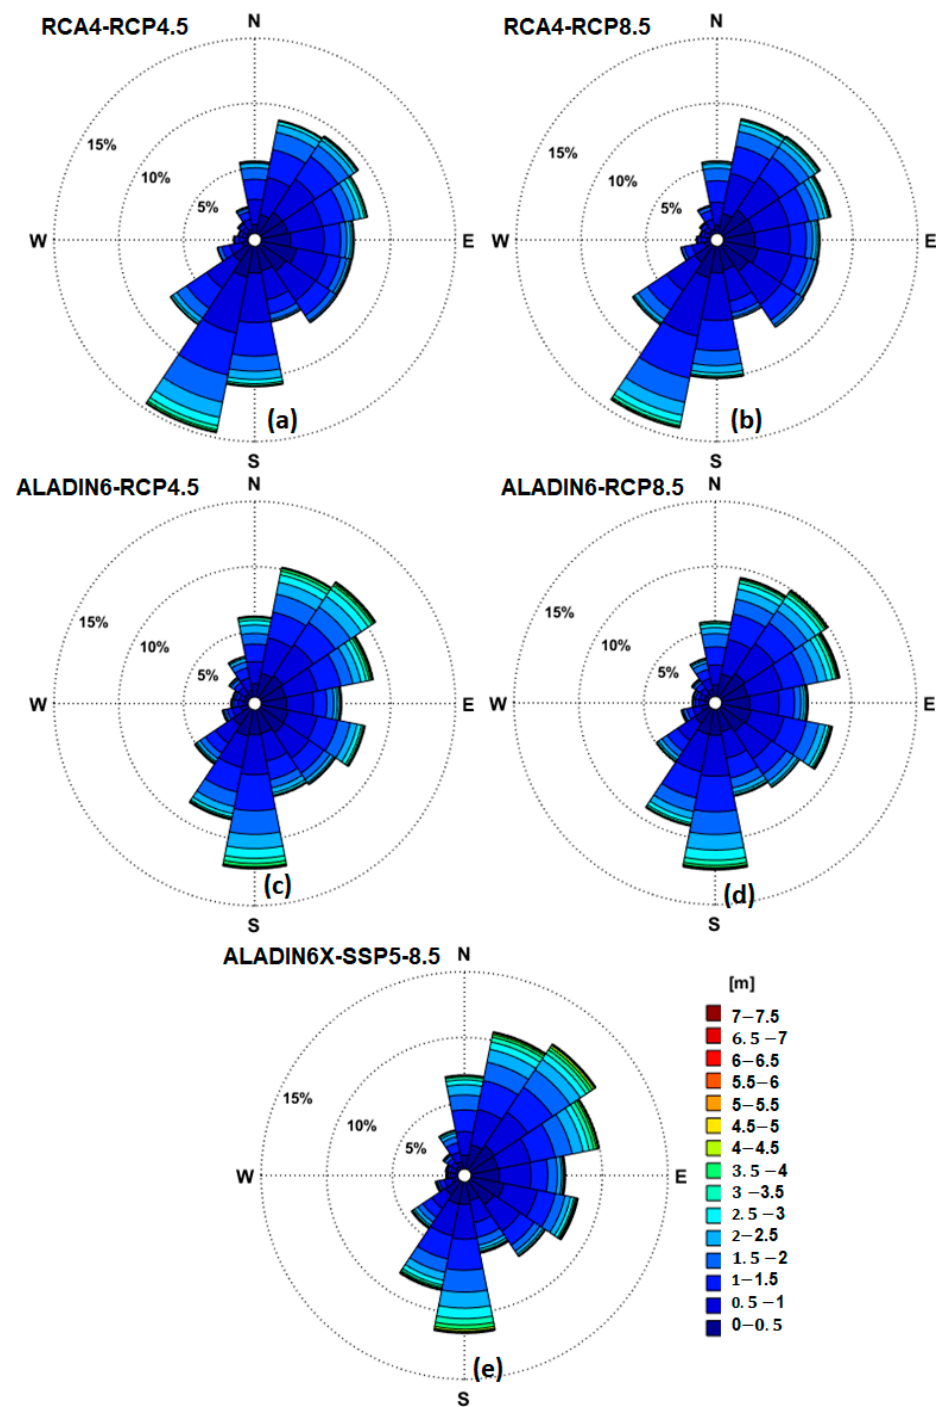 RCA4-RCP4.5
N
RCA4-RCP8.5
N
15%
10%
5%
W
E
S
(a)
15%
10%
5%
W
E
S
(b)
ALADIN6-RCP4.5
N
ALADIN6-RCP8.5
N
15%
10%
5%
W
E
S
(c)
15%
10%
5%
W
E
S
(d)
ALADIN6X-SSP5-8.5
N
15%
10%
5%
W
E
S
(e)
[m]
7–7.5
6.5–7
6–6.5
5.5–6
5–5.5
4.5–5
4–4.5
3.5–4
3–3.5
2.5–3
2–2.5
1.5–2
1–1.5
0.5–1
0–0.5